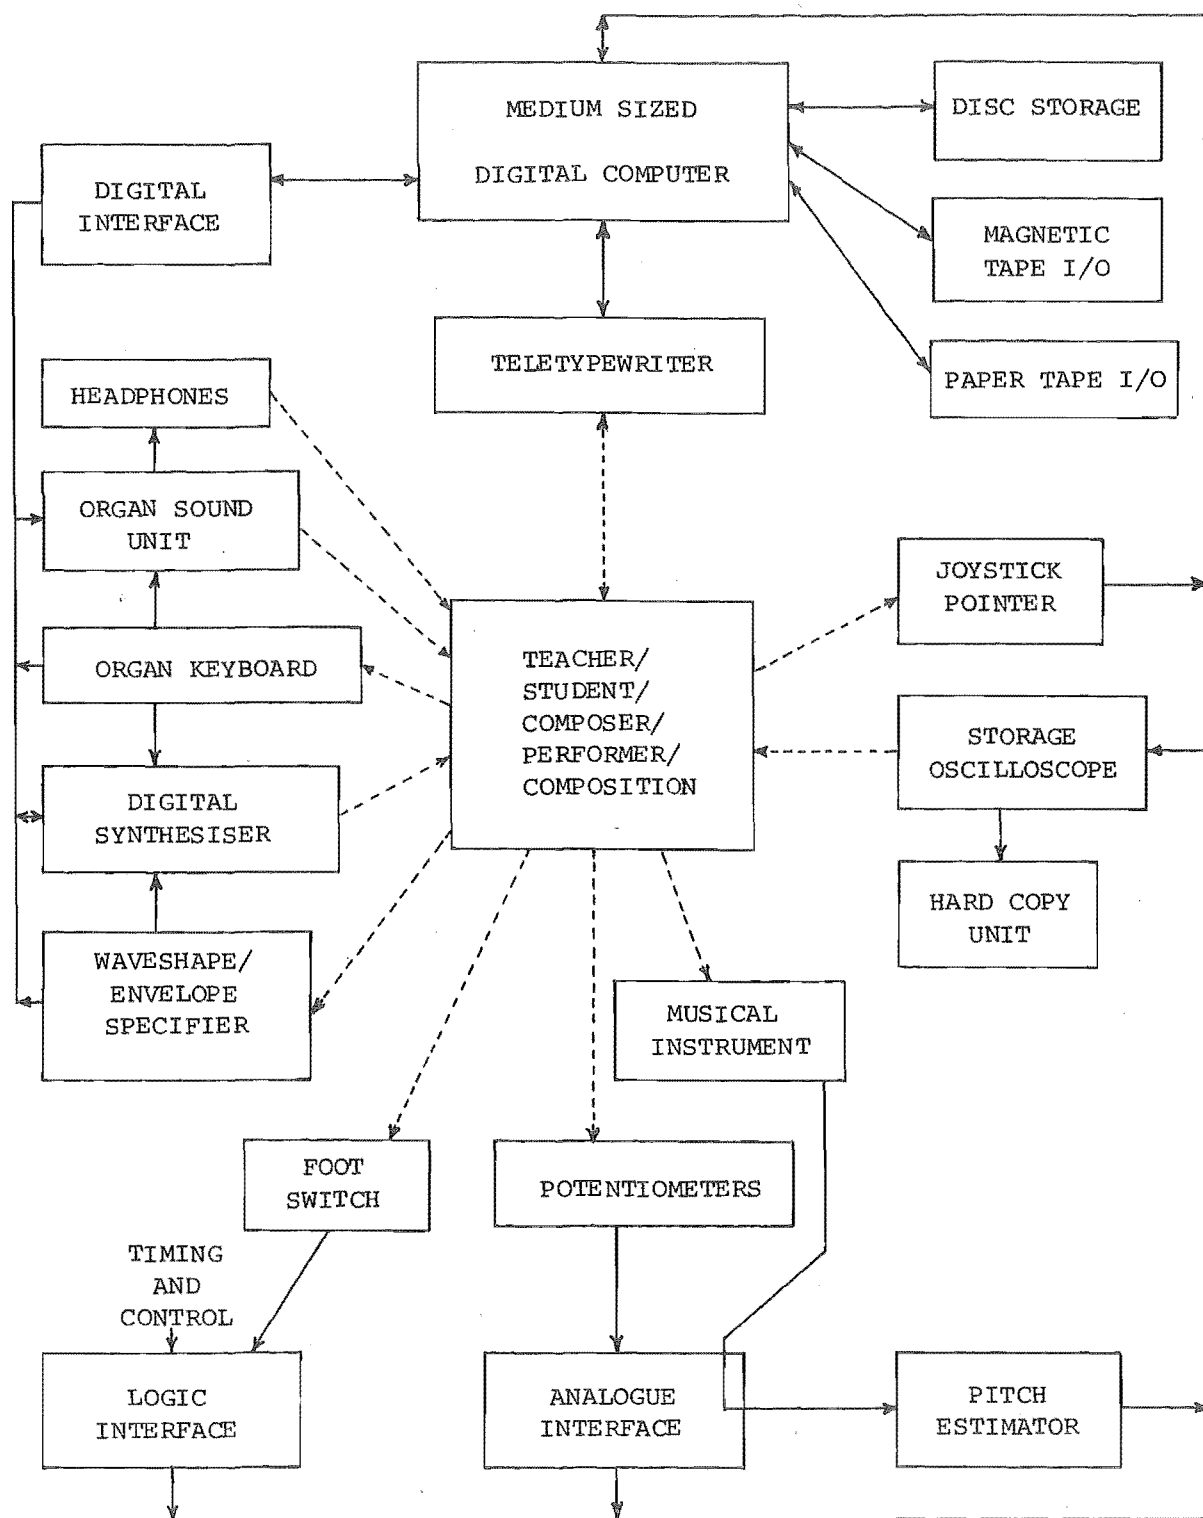 MEDIUM SIZED
DIGITAL COMPUTER
DISC STORAGE
DIGITAL
INTERFACE
MAGNETIC
TAPE I/O
TELETYPEWRITER
PAPER TAPE I/O
HEADPHONES
ORGAN SOUND
UNIT
JOYSTICK
POINTER
ORGAN KEYBOARD
TEACHER/
STUDENT/
COMPOSER/
PERFORMER/
COMPOSITION
STORAGE
OSCILLOSCOPE
DIGITAL
SYNTHESISER
HARD COPY
UNIT
WAVESHAPE/
ENVELOPE
SPECIFIER
MUSICAL
INSTRUMENT
FOOT
SWITCH
POTENTIOMETERS
TIMING
AND
CONTROL
LOGIC
INTERFACE
ANALOGUE
INTERFACE
PITCH
ESTIMATOR